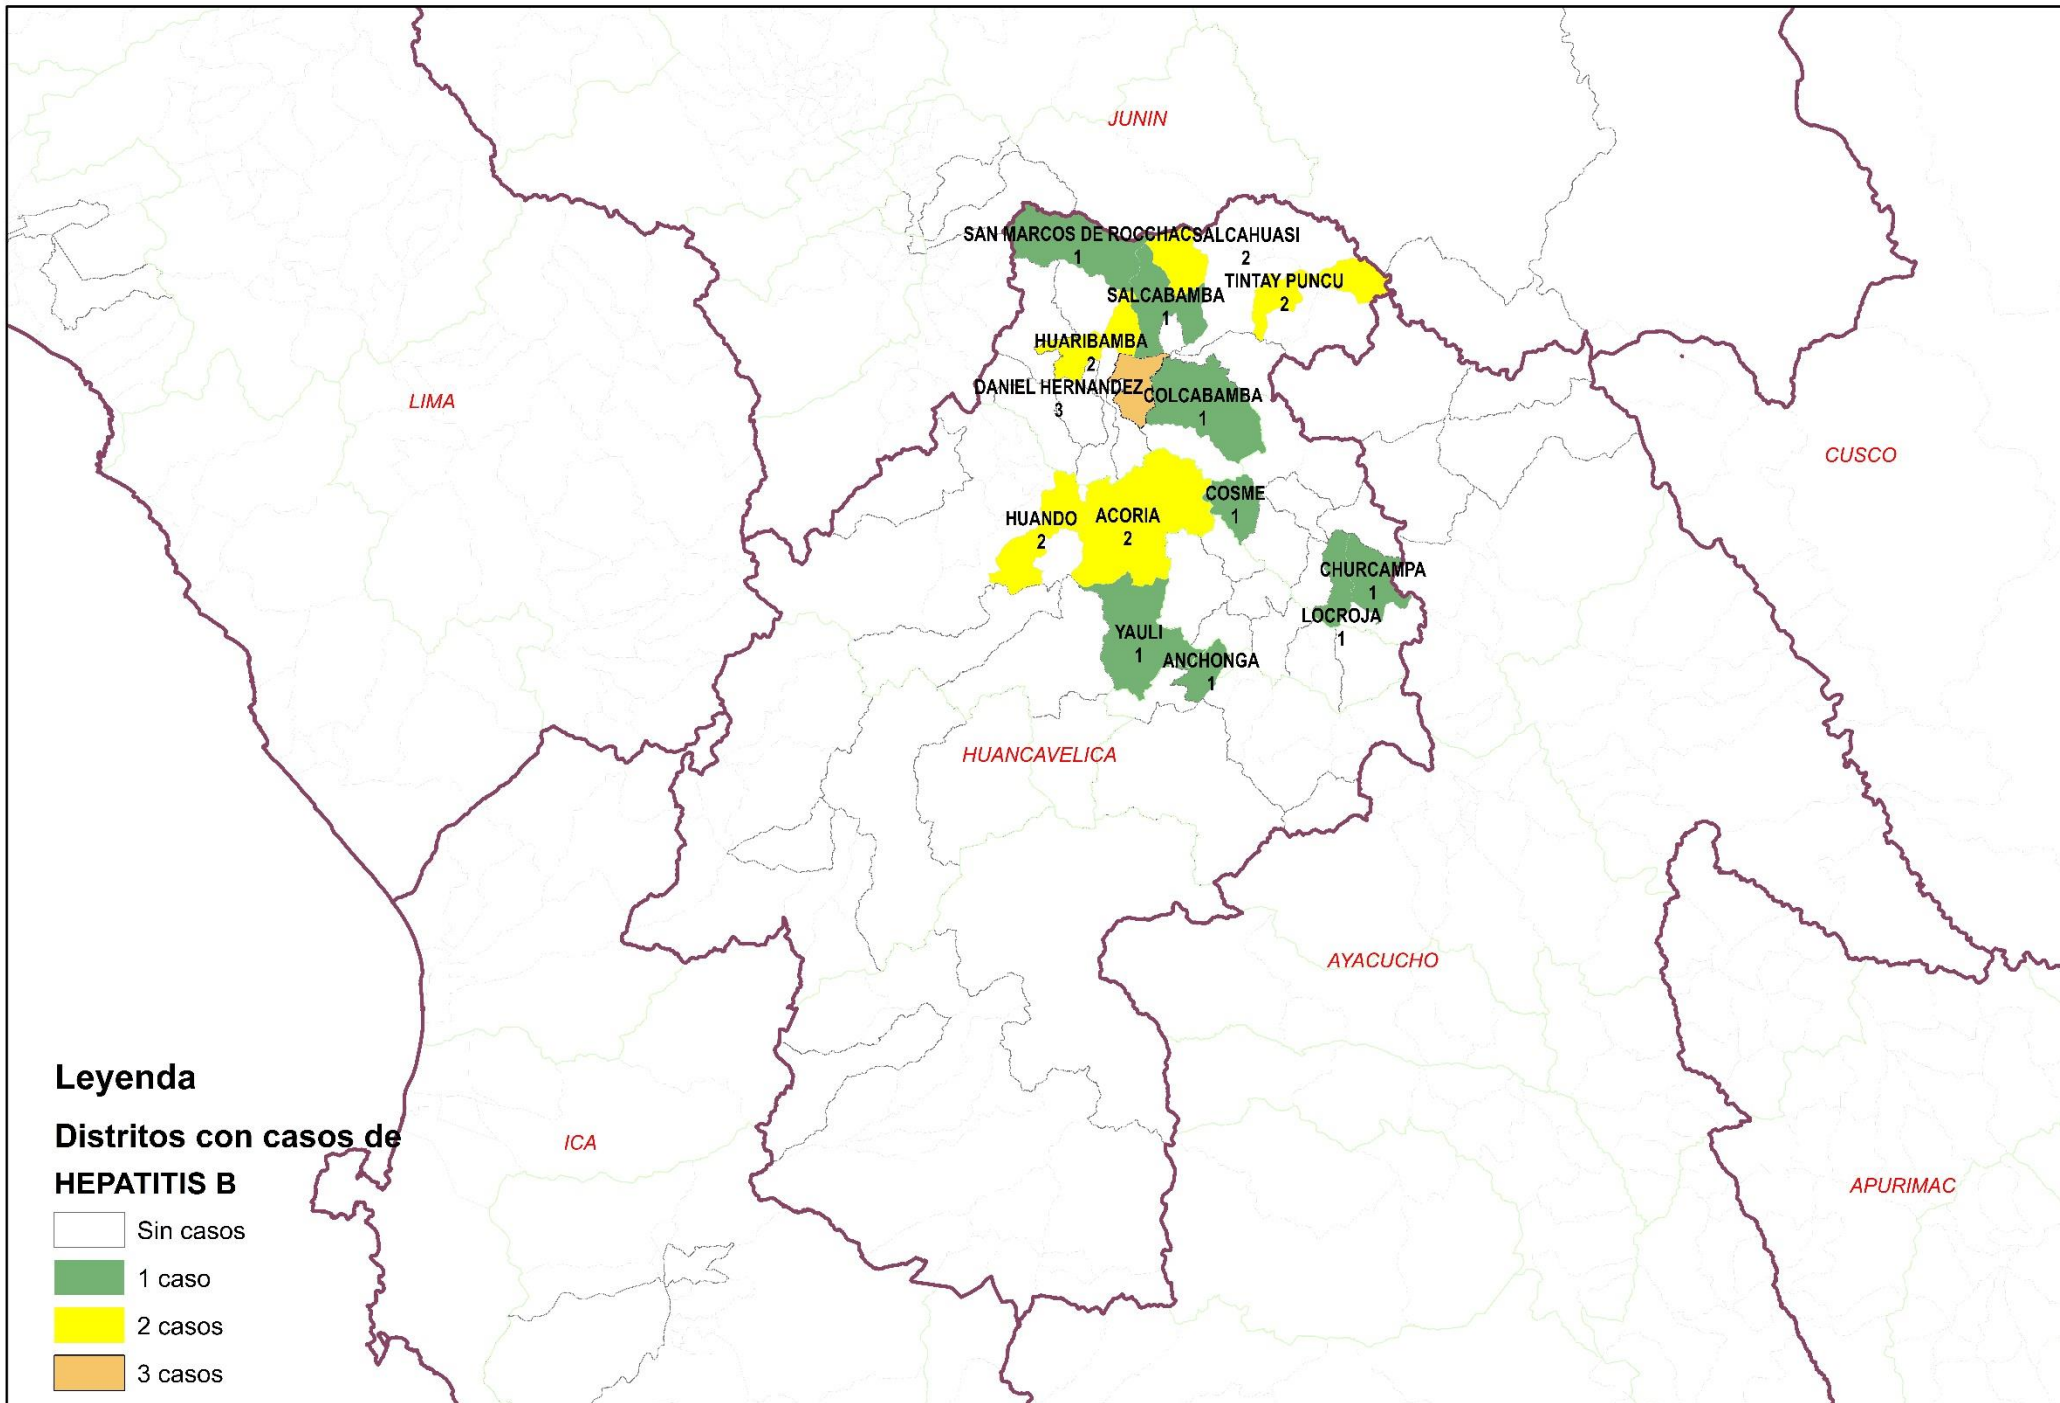 JUNIN
SAN MARCOS DE ROCCHAC
1
SALCAHUASI
2
TINTAY PUNCU
2
SALCABAMBA
1
HUARIBAMBA
2
DANIEL HERNANDEZ
3
COLCABAMBA
1
LIMA
CUSCO
COSME
1
HUANDO
2
ACORIA
2
CHURCAMPA
1
LOCROJA
1
YAULI
1
ANCHONGA
1
HUANCAVELICA
AYACUCHO
ICA
APURIMAC
Leyenda
Distritos con casos de
HEPATITIS B
Sin casos
1 caso
2 casos
3 casos